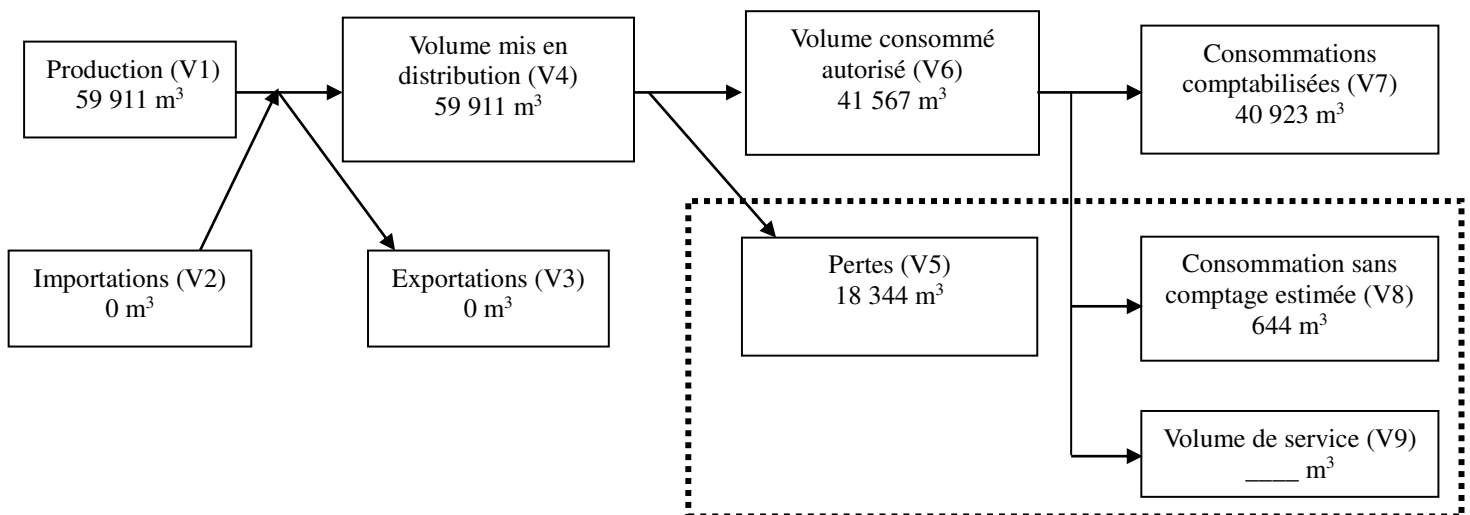 Production (V1)
59 911 m³
Volume mis en
distribution (V4)
59 911 m³
Volume consommé
autorisé (V6)
41 567 m³
Consommations
comptabilisées (V7)
40 923 m³
Importations (V2)
0 m³
Exportations (V3)
0 m³
Pertes (V5)
18 344 m³
Consommation sans
comptage estimée (V8)
644 m³
Volume de service (V9)
____ m³